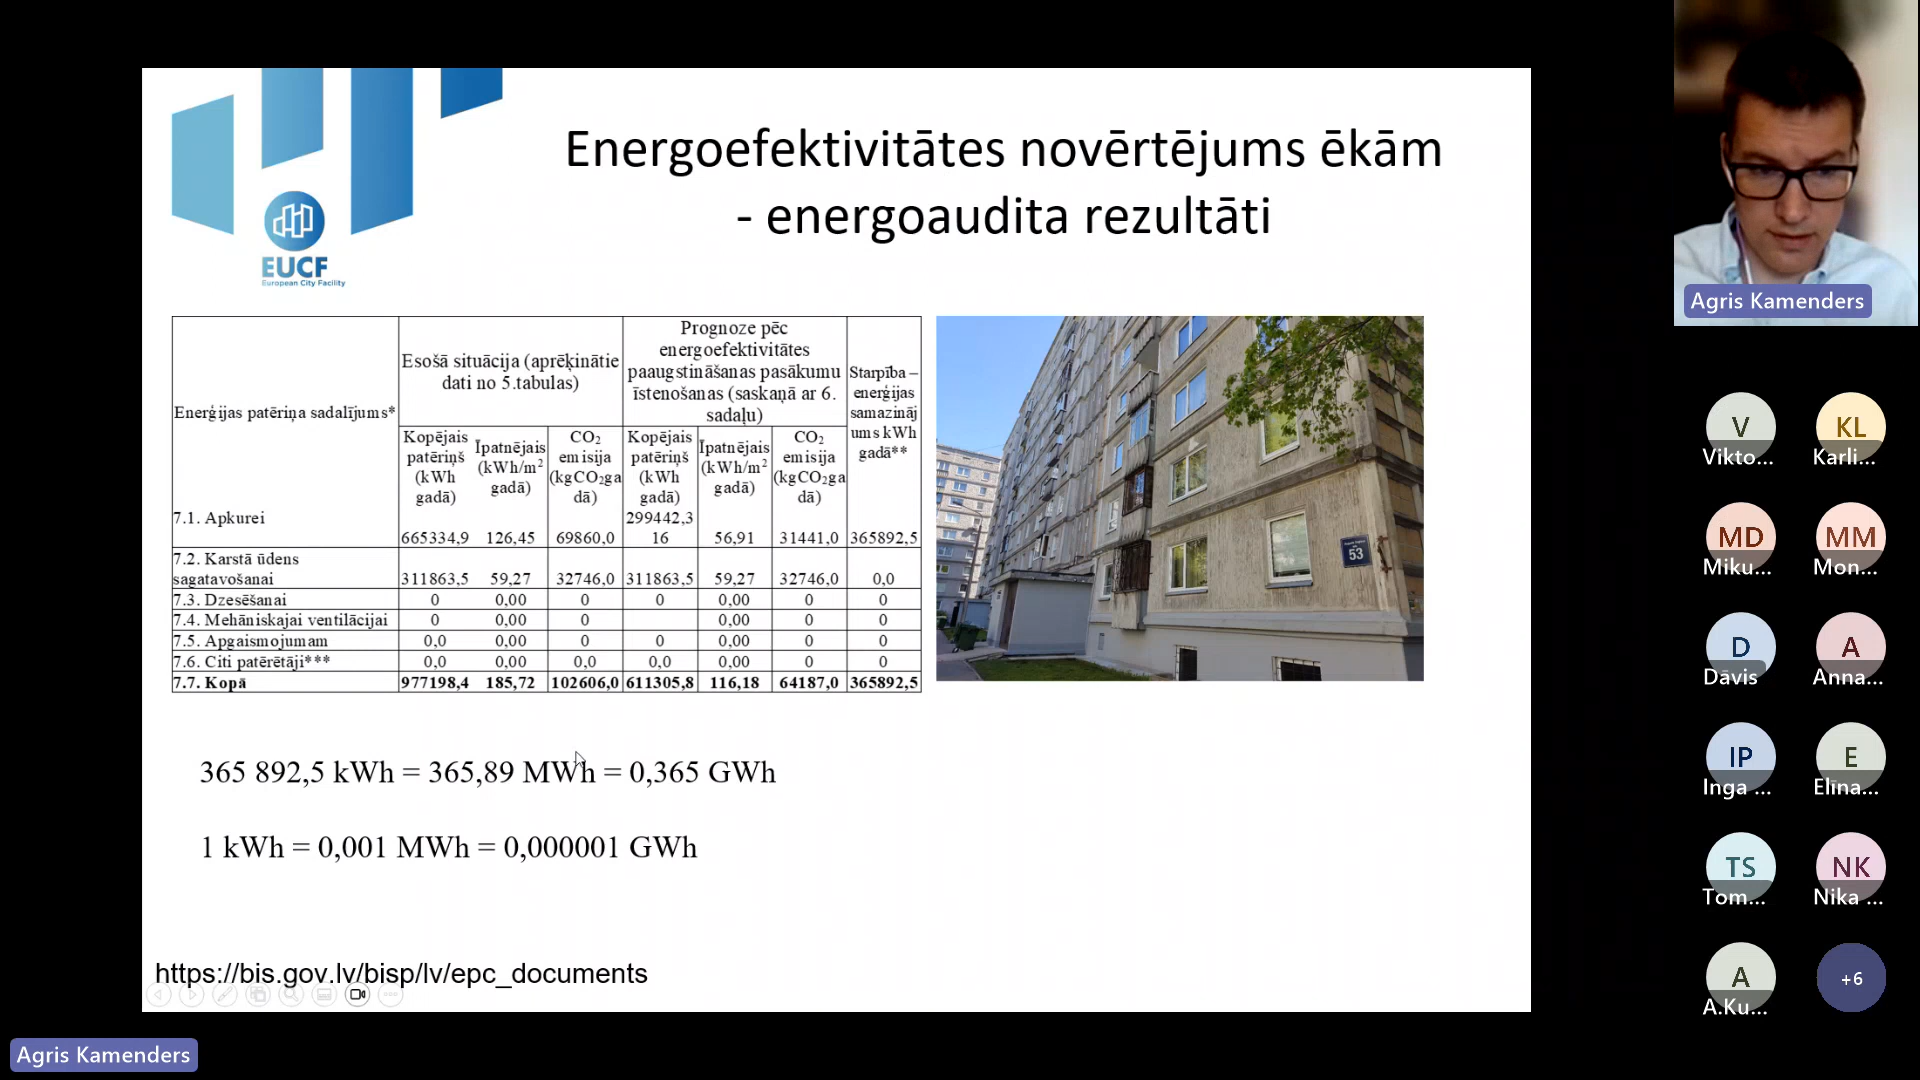 Energoefektivitātes novērtējums ēkām
- energoaudita rezultāti
EUCF
European City Facility
Enerģijas patēriņa sadalījums*
Esošā situācija (aprēķinātie
dati no 5.tabulas)
Prognoze pēc
energoefektivitātes
paaugstināšanas pasākumu
īstenošanas (saskaņā ar 6.
sadaļu)
Starpība –
enerģijas
samazināj
ums kWh
gadā**
Kopējais
patēriņš
(kWh
gadā)
Īpatnējais
(kWh/m²
gadā)
CO₂
emisija
(kgCO₂ga
dā)
Kopējais
patēriņš
(kWh
gadā)
Īpatnējais
(kWh/m²
gadā)
CO₂
emisija
(kgCO₂ga
dā)
7.1. Apkurei 665334,9 126,45 69860,0 299442,3
16 56,91 31441,0 365892,5
7.2. Karstā ūdens
sagatavošanai 311863,5 59,27 32746,0 311863,5 59,27 32746,0 0,0
7.3. Dzesēšanai 0 0,00 0 0 0,00 0 0
7.4. Mehāniskajai ventilācijai 0 0,00 0 0,00 0 0
7.5. Apgaismojumam 0,0 0,00 0 0 0,00 0 0
7.6. Citi patērētāji*** 0,0 0,00 0,0 0,0 0,00 0 0
7.7. Kopā 977198,4 185,72 102606,0 611305,8 116,18 64187,0 365892,5
53
365 892,5 kWh = 365,89 MWh = 0,365 GWh
1 kWh = 0,001 MWh = 0,000001 GWh
https://bis.gov.lv/bisp/lv/epc_documents
Agris Kamenders
Agris Kamenders
V
Vikto...
KL
Karli...
MD
Miku...
MM
Mon...
D
Dāvis
A
Anna...
IP
Inga ...
E
Elīna...
TS
Tom...
NK
Nika ...
A
A.Ku...
+6